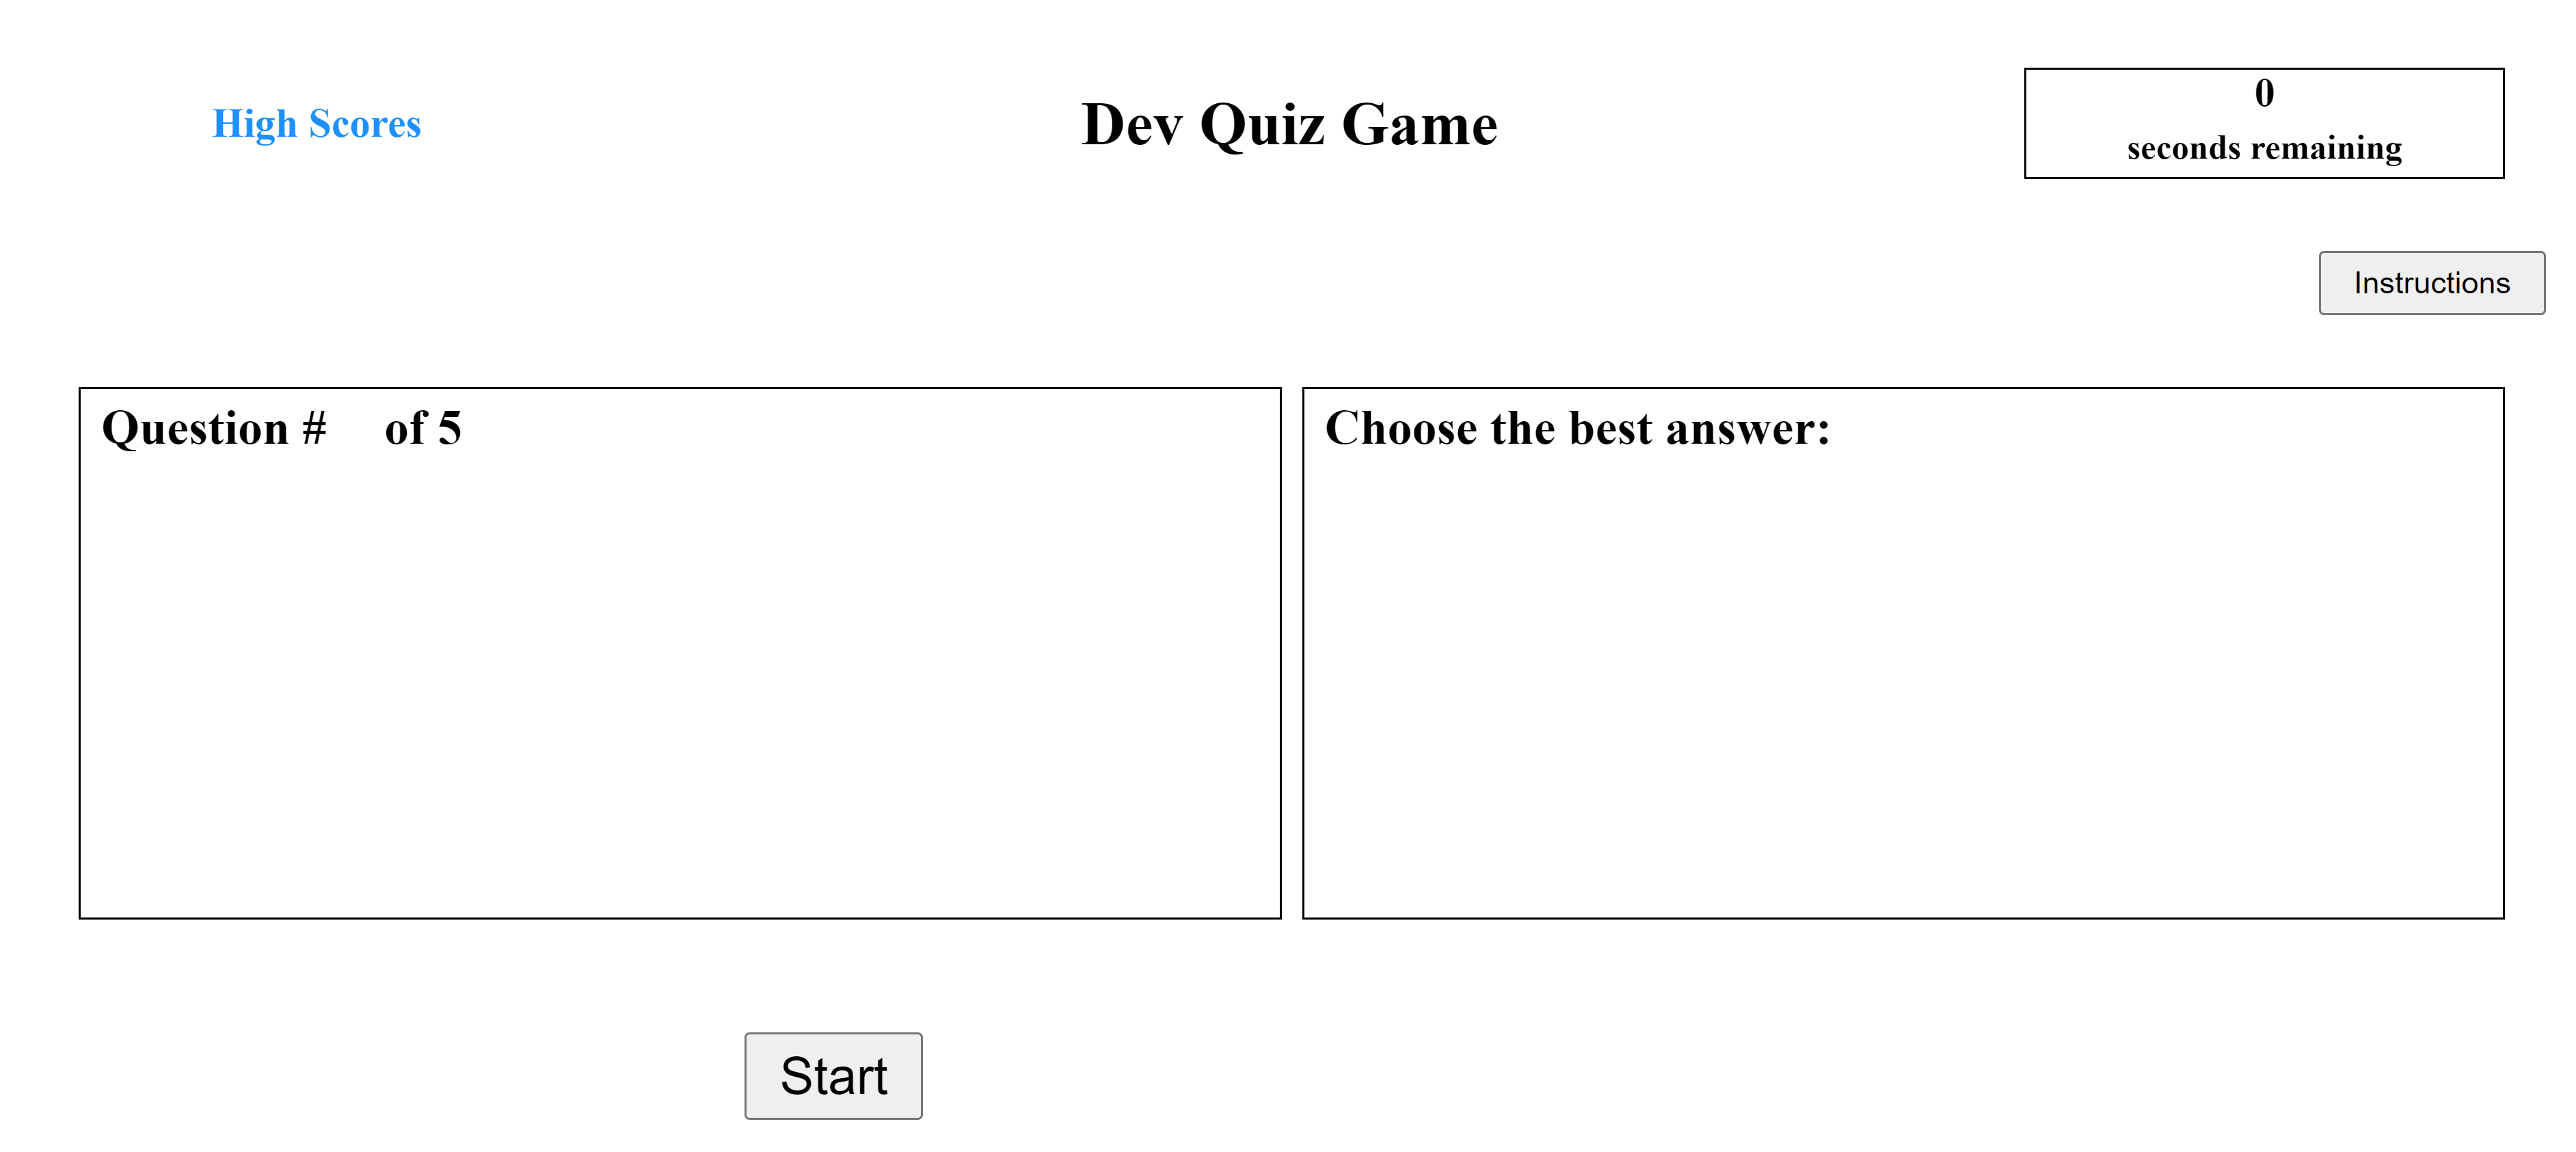 High Scores
Dev Quiz Game
0
seconds remaining
Instructions
Question # of 5
Choose the best answer:
Start